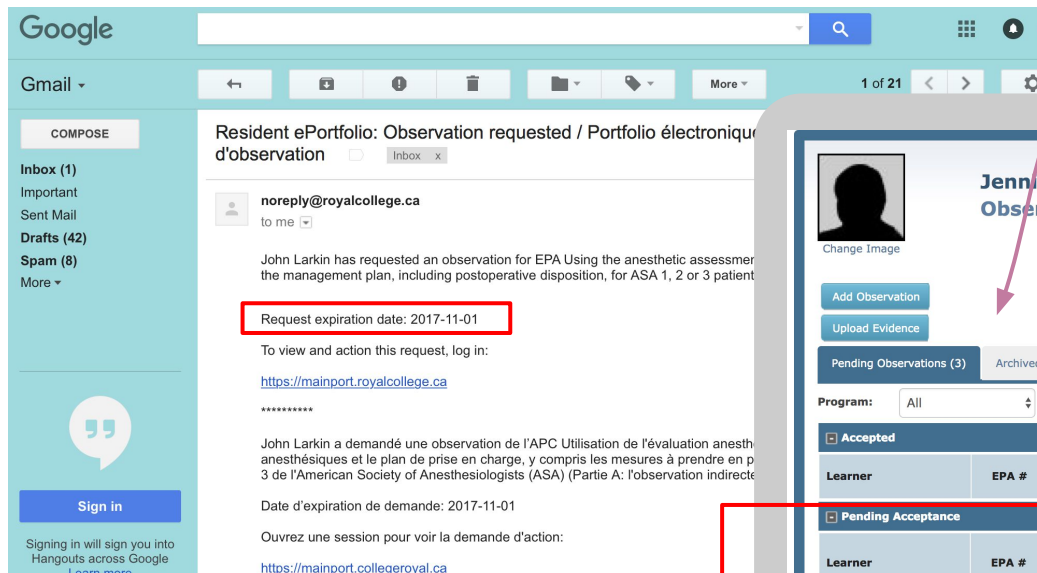 Google
Gmail
More
1 of 21
COMPOSE
Inbox (1)
Important
Sent Mail
Drafts (42)
Spam (8)
More
Sign in
Signing in will sign you into
Hangouts across Google
Learn more
Resident ePortfolio: Observation requested / Portfolio électronique
d'observation Inbox x
noreply@royalcollege.ca
to me
John Larkin has requested an observation for EPA Using the anesthetic
the management plan, including postoperative disposition, for ASA 1, 2 or 3
Request expiration date: 2017-11-01
To view and action this request, log in:
https://mainport.royalcollege.ca
**********
John Larkin a demandé une observation de l'APC Utilisation de l'évaluation
anesthésiques et le plan de prise en charge, y compris les mesures à prendre en
3 de l'American Society of Anesthesiologists (ASA) (Partie A: l'observation
Date d'expiration de demande: 2017-11-01
Ouvrez une session pour voir la demande d'action:
https://mainport.collegeroyal.ca
Change Image
Add Observation
Upload Evidence
Pending Observations (3)
Program: All
Accepted
Learner EPA #
Pending Acceptance
Learner EPA #